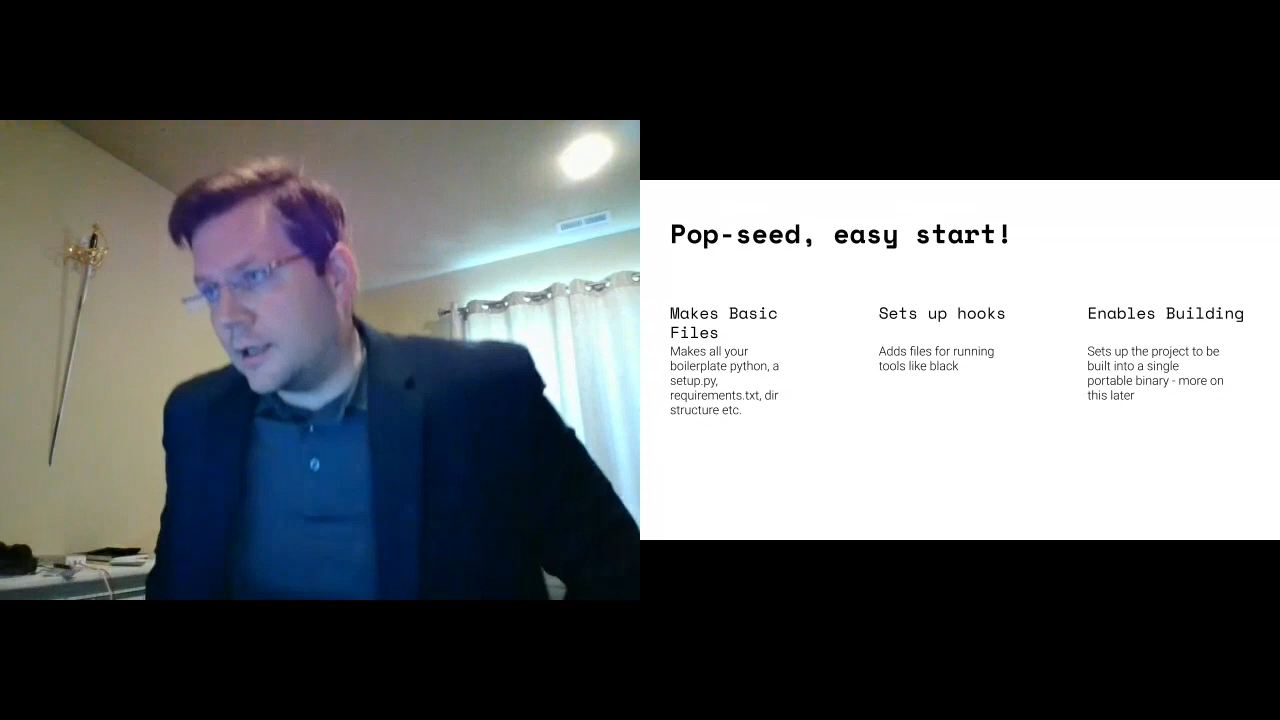 Pop-seed, easy start!
Makes Basic
Files
Makes all your
boilerplate python, a
setup.py,
requirements.txt, dir
structure etc.
Sets up hooks
Adds files for running
tools like black
Enables Building
Sets up the project to be
built into a single
portable binary - more on
this later